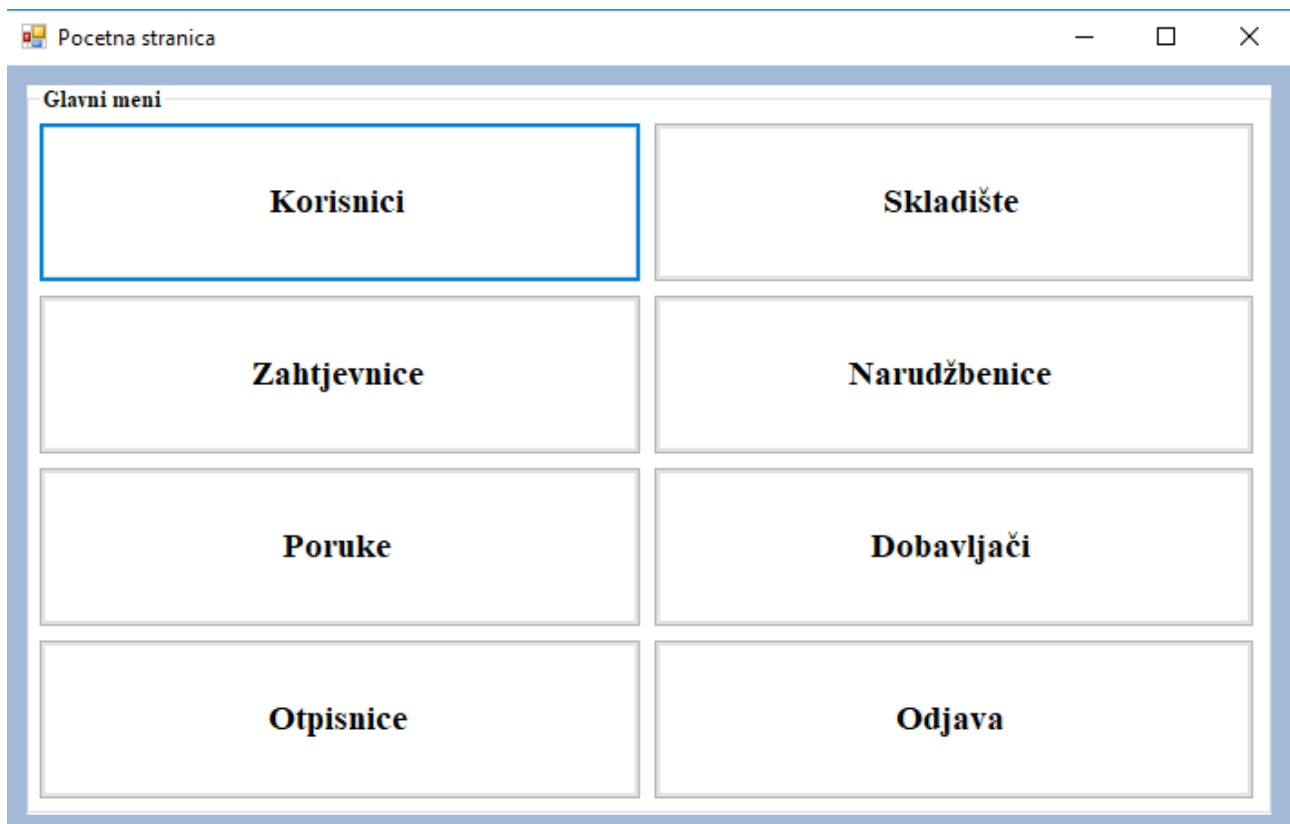 Pocetna stranica
Glavni meni
Korisnici
Skladište
Zahtjevnice
Narudžbenice
Poruke
Dobavljači
Otpisnice
Odjava